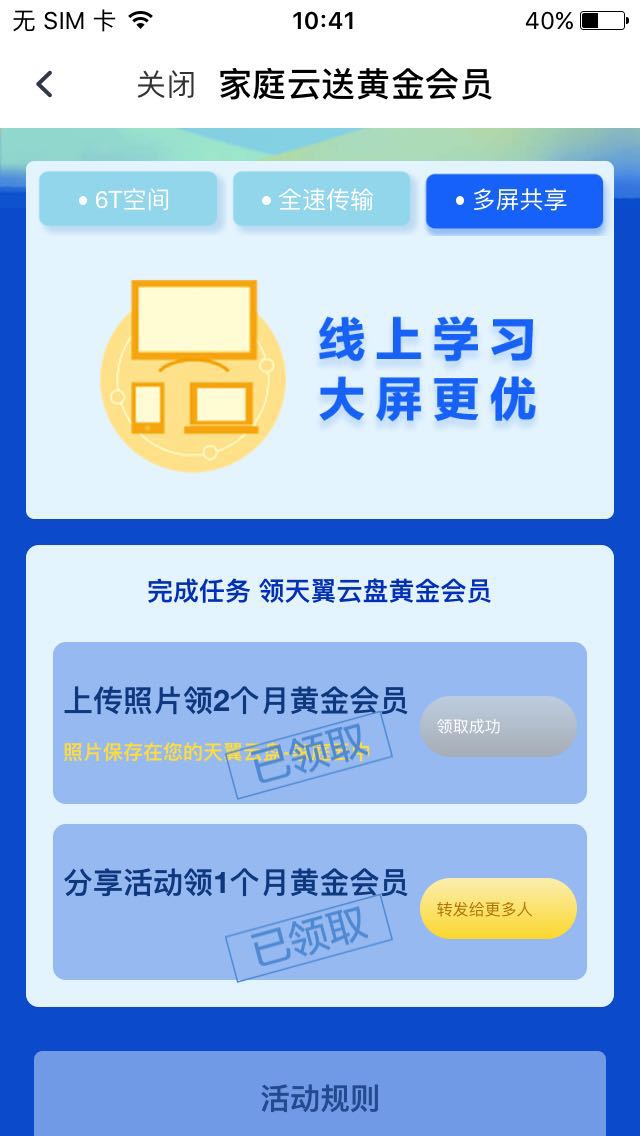 无 SIM 卡 10:41 40%
关闭 家庭云送黄金会员
• 6T空间 • 全速传输 • 多屏共享
线上学习
大屏更优
完成任务 领天翼云盘黄金会员
上传照片领2个月黄金会员
领取成功
照片保存在您的天翼云盘-家庭云中
已领取
分享活动领1个月黄金会员
转发给更多人
已领取
活动规则